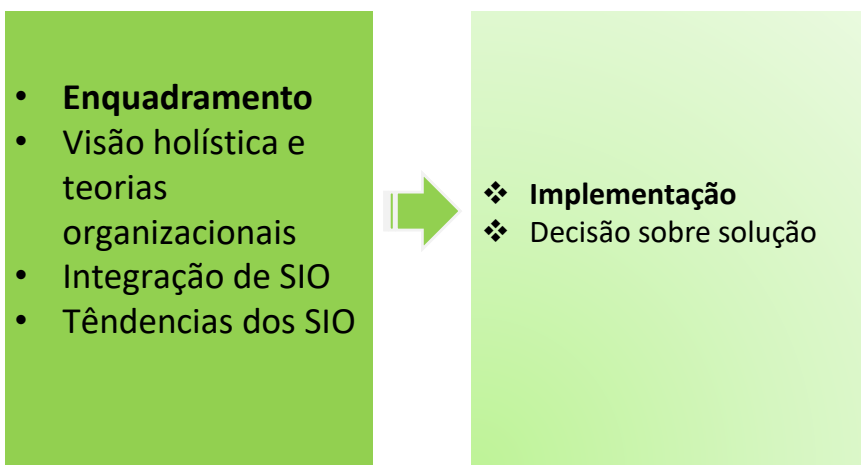 • Enquadramento
• Visão holística e
teorias
organizacionais
• Integração de SIO
• Têndencias dos SIO
❖ Implementação
❖ Decisão sobre solução